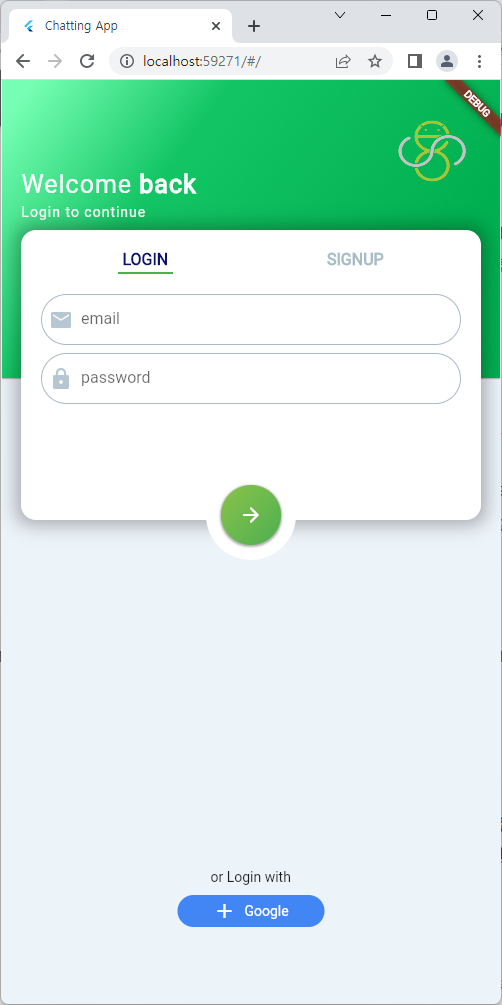 Chatting App
localhost:59271/#/
DEBUG
Welcome back
Login to continue
LOGIN SIGNUP
email
password
or Login with
Google